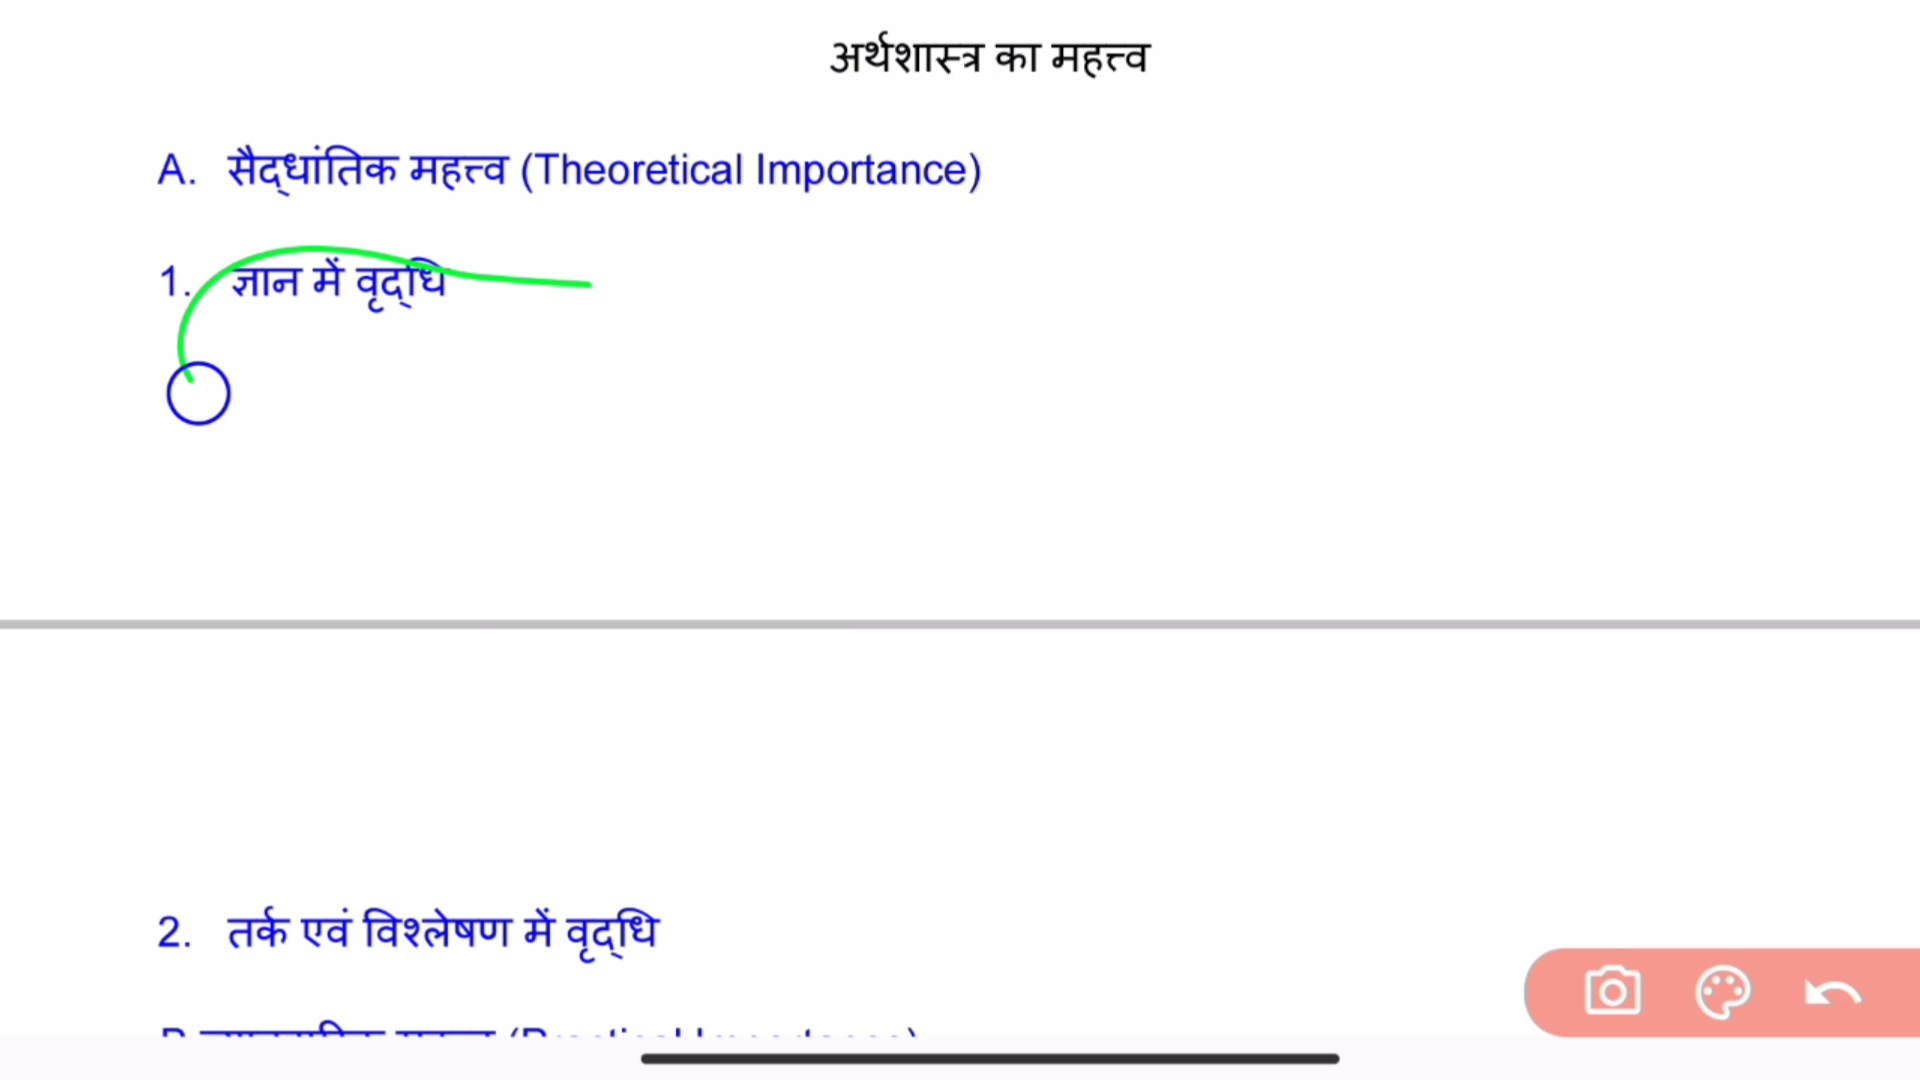 अर्थशास्त्र का महत्त्व
A. सैद्धांतिक महत्त्व (Theoretical Importance)
1. ज्ञान में वृद्धि
2. तर्क एवं विश्लेषण में वृद्धि